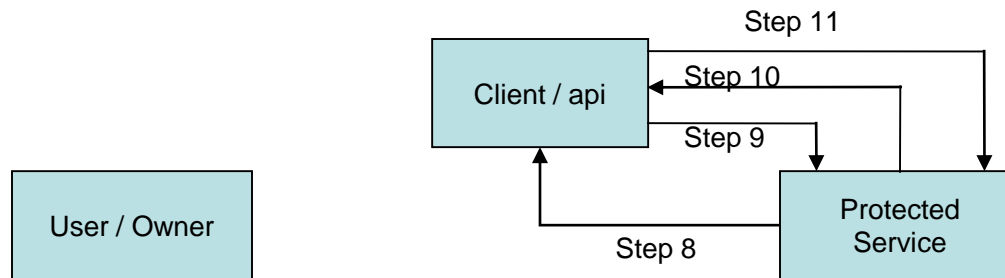 Step 11
Client / api
Step 10
Step 9
User / Owner
Step 8
Protected
Service